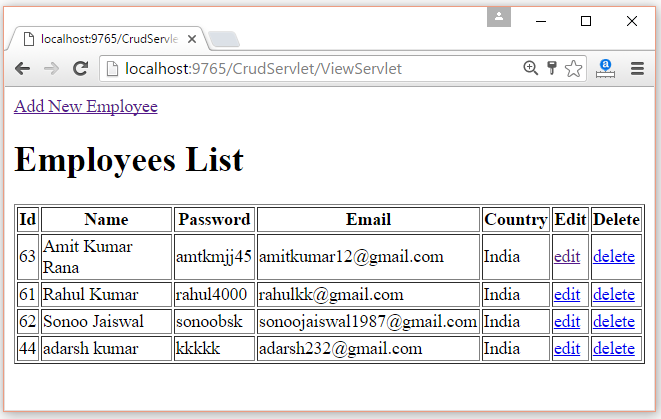 localhost:9765/CrudServle
localhost:9765/CrudServlet/ViewServlet
Add New Employee
Employees List
Id Name Password Email Country Edit Delete
63 Amit Kumar Rana amtkmjj45 amitkumar12@gmail.com India edit delete
61 Rahul Kumar rahul4000 rahulkk@gmail.com India edit delete
62 Sonoo Jaiswal sonoobsk sonoojaiswal1987@gmail.com India edit delete
44 adarsh kumar kkkkk adarsh232@gmail.com India edit delete